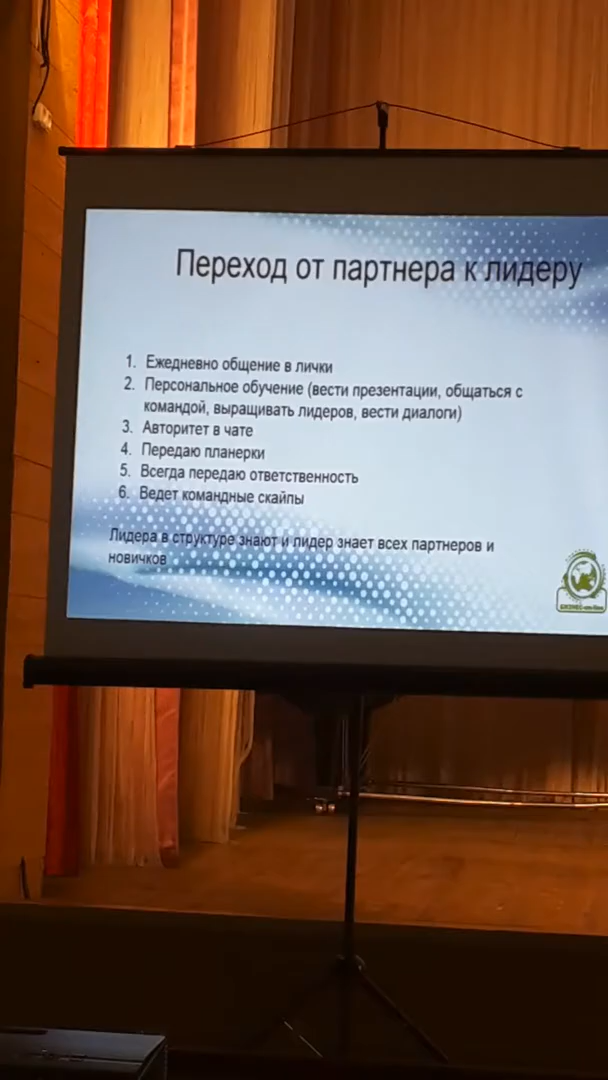 Переход от партнера к лидеру
1. Ежедневно общение в лички
2. Персональное обучение (вести презентации, общаться с
командой, выращивать лидеров, вести диалоги)
3. Авторитет в чате
4. Передаю планерки
5. Всегда передаю ответственность
6. Ведет командные скайпы
Лидера в структуре знают и лидер знает всех партнеров и
новичков